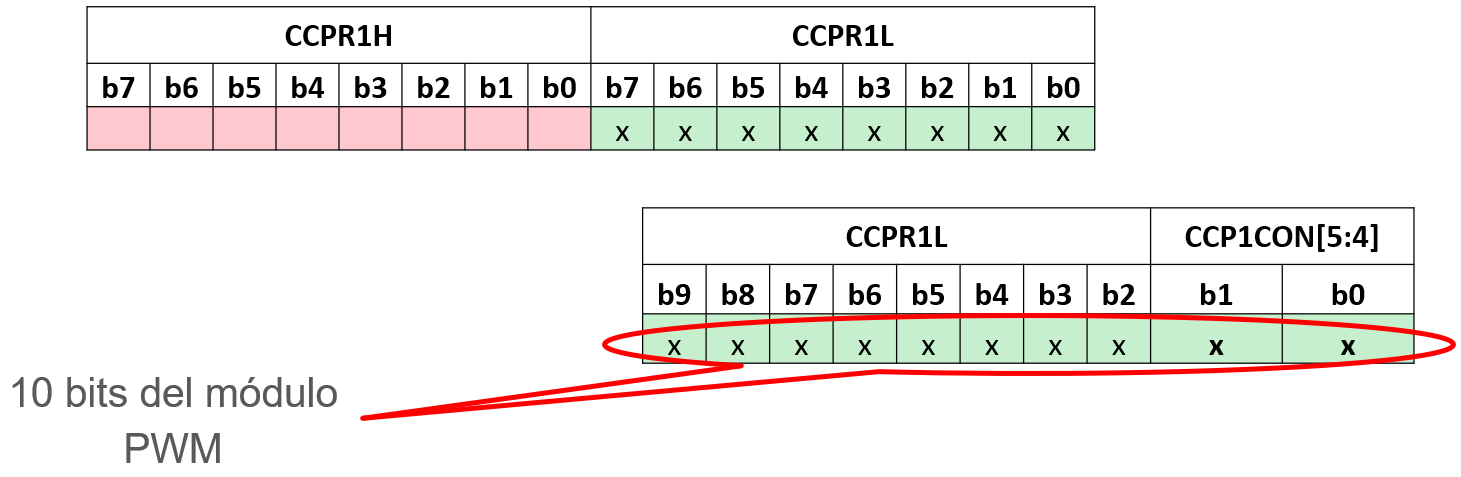 CCPR1H CCPR1L
b7 b6 b5 b4 b3 b2 b1 b0 b7 b6 b5 b4 b3 b2 b1 b0
x x x x x x x x
CCPR1L CCP1CON[5:4]
b9 b8 b7 b6 b5 b4 b3 b2 b1 b0
x x x x x x x x x x
10 bits del módulo
PWM